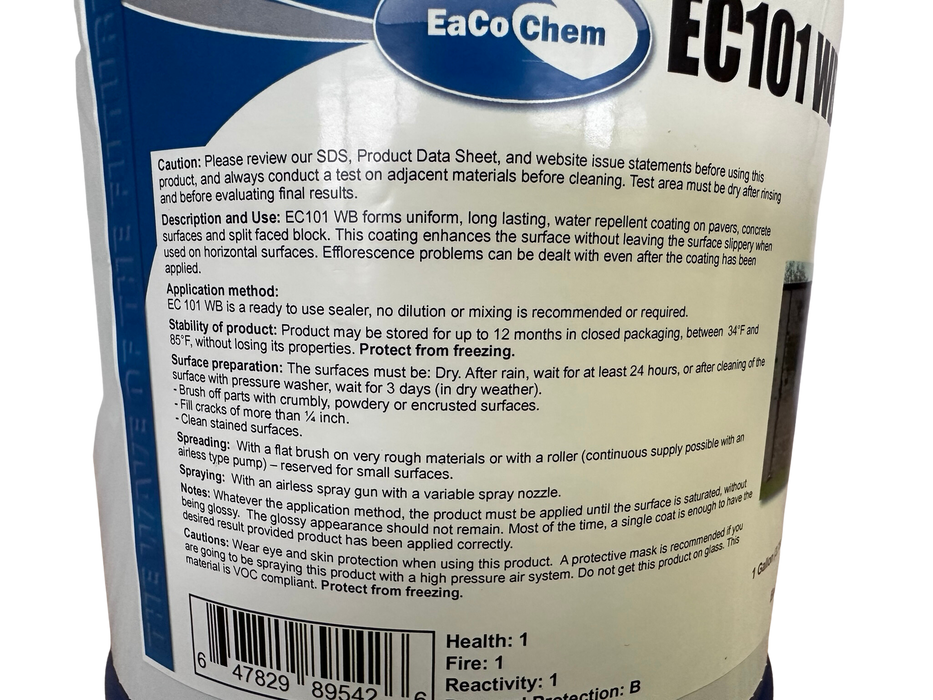 EaCo Chem
EC101 WB
THE WAVE OF THE
Caution: Please review our SDS, Product Data Sheet, and website issue statements before using this
product, and always conduct a test on adjacent materials before cleaning. Test area must be dry after rinsing
and before evaluating final results.
Description and Use: EC101 WB forms uniform, long lasting, water repellent coating on pavers, concrete
surfaces and split faced block. This coating enhances the surface without leaving the surface slippery when
used on horizontal surfaces. Efflorescence problems can be dealt with even after the coating has been
applied.
Application method:
EC 101 WB is a ready to use sealer, no dilution or mixing is recommended or required.
Stability of product: Product may be stored for up to 12 months in closed packaging, between 34°F and
85°F, without losing its properties. Protect from freezing.
Surface preparation: The surfaces must be: Dry. After rain, wait for at least 24 hours, or after cleaning of the
surface with pressure washer, wait for 3 days (in dry weather).
- Brush off parts with crumbly, powdery or encrusted surfaces.
- Fill cracks of more than ¼ inch.
- Clean stained surfaces.
Spreading: With a flat brush on very rough materials or with a roller (continuous supply possible with an
airless type pump) – reserved for small surfaces.
Spraying: With an airless spray gun with a variable spray nozzle.
Notes: Whatever the application method, the product must be applied until the surface is saturated, without
being glossy. The glossy appearance should not remain. Most of the time, a single coat is enough to have the
desired result provided product has been applied correctly.
Cautions: Wear eye and skin protection when using this product. A protective mask is recommended if you
are going to be spraying this product with a high pressure air system. Do not get this product on glass. This
material is VOC compliant. Protect from freezing.
1 Gallon
6 47829 89542 6
Health: 1
Fire: 1
Reactivity: 1
Protection: B